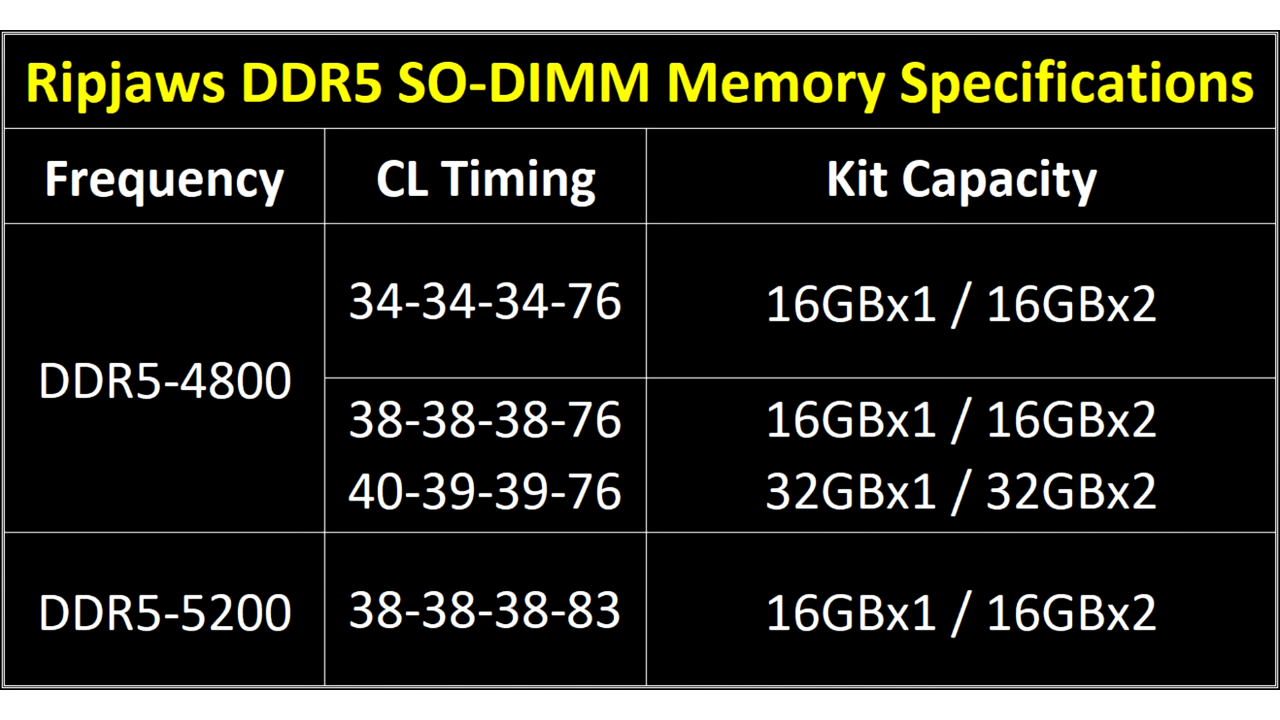 Ripjaws DDR5 SO-DIMM Memory Specifications
Frequency CL Timing Kit Capacity
DDR5-4800
34-34-34-76 16GBx1 / 16GBx2
38-38-38-76 16GBx1 / 16GBx2
40-39-39-76 32GBx1 / 32GBx2
DDR5-5200 38-38-38-83 16GBx1 / 16GBx2